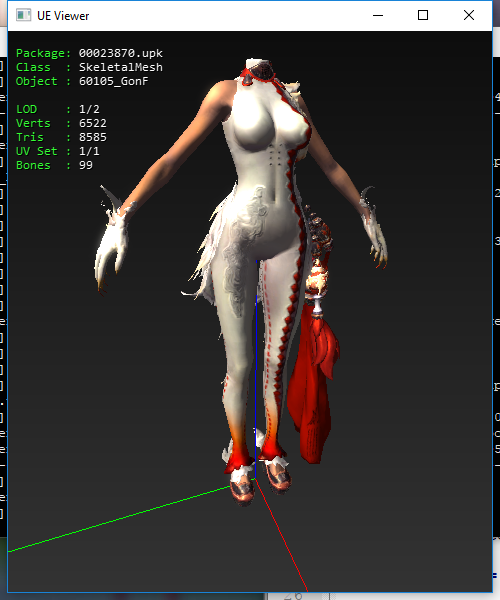 UE Viewer
Package: 00023870.upk
Class  : SkeletalMesh
Object : 60105_GonF
LOD    : 1/2
Verts  : 6522
Tris   : 8585
UV Set : 1/1
Bones  : 99